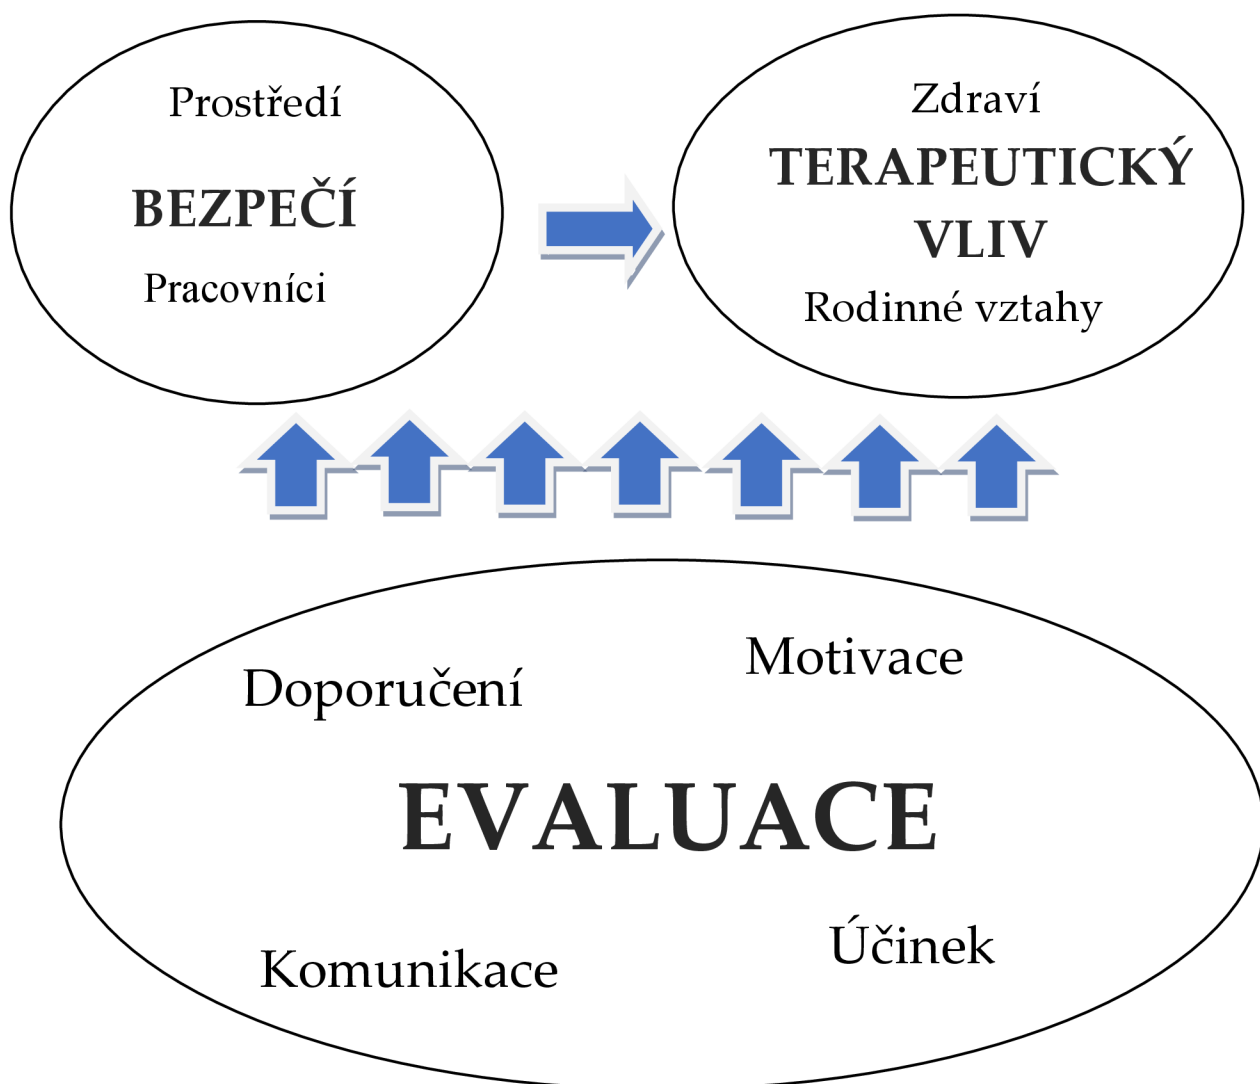 Prostředí
BEZPEČÍ
Pracovníci
Zdraví
TERAPEUTICKÝ
VLIV
Rodinné vztahy
Doporučení
Motivace
EVALUACE
Komunikace
Účinek